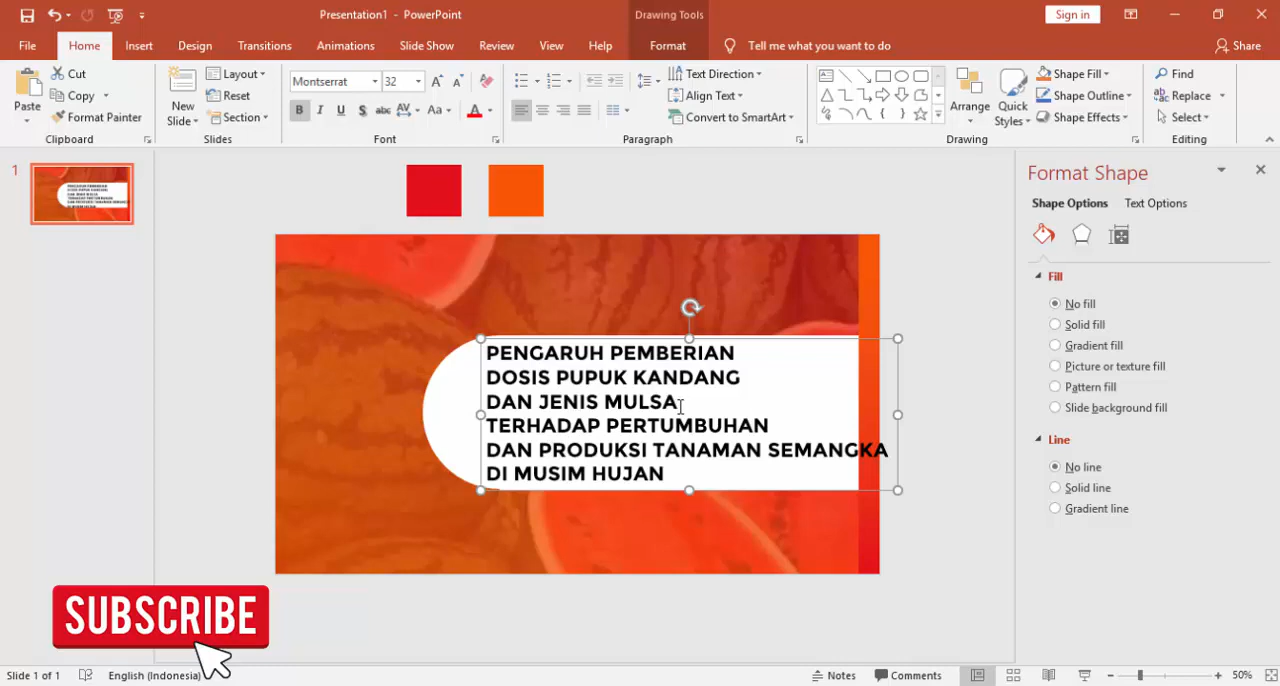 Presentation1 - PowerPoint
Drawing Tools
Sign in
File
Home
Insert
Design
Transitions
Animations
Slide Show
Review
View
Help
Format
Tell me what you want to do
Share
Paste
Cut
Copy
Format Painter
Clipboard
New
Slide
Layout
Reset
Section
Slides
Montserrat
32
B I U S abc AV Aa A
Font
Text Direction
Align Text
Convert to SmartArt
Paragraph
Arrange
Quick
Styles
Shape Fill
Shape Outline
Shape Effects
Drawing
Find
Replace
Select
Editing
1
PENGARUH PEMBERIAN
DOSIS PUPUK KANDANG
DAN JENIS MULSA
TERHADAP PERTUMBUHAN
DAN PRODUKSI TANAMAN SEMANGKA
DI MUSIM HUJAN
Format Shape
Shape Options
Text Options
Fill
No fill
Solid fill
Gradient fill
Picture or texture fill
Pattern fill
Slide background fill
Line
No line
Solid line
Gradient line
SUBSCRIBE
Slide 1 of 1
English (Indonesia)
Notes
Comments
50%